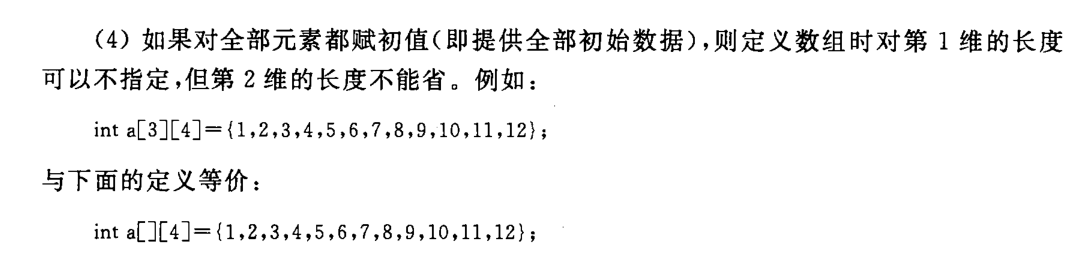 (4) 如果对全部元素都赋初值(即提供全部初始数据),则定义数组时对第 1 维的长度
可以不指定,但第 2 维的长度不能省。例如:
int a[3][4]={1,2,3,4,5,6,7,8,9,10,11,12};
与下面的定义等价:
int a[][4]={1,2,3,4,5,6,7,8,9,10,11,12};